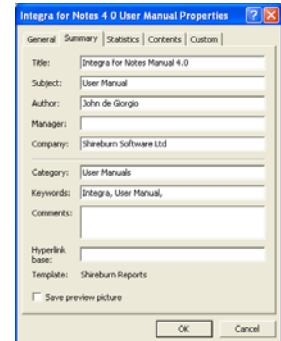 Integra for Notes 4 0 User Manual Properties
General Summary Statistics Contents Custom
Title: Integra for Notes Manual 4.0
Subject: User Manual
Author: John de Giorgio
Manager:
Company: Shireburn Software Ltd
Category: User Manuals
Keywords: Integra, User Manual,
Comments:
Hyperlink
base:
Template: Shireburn Reports
Save preview picture
OK Cancel